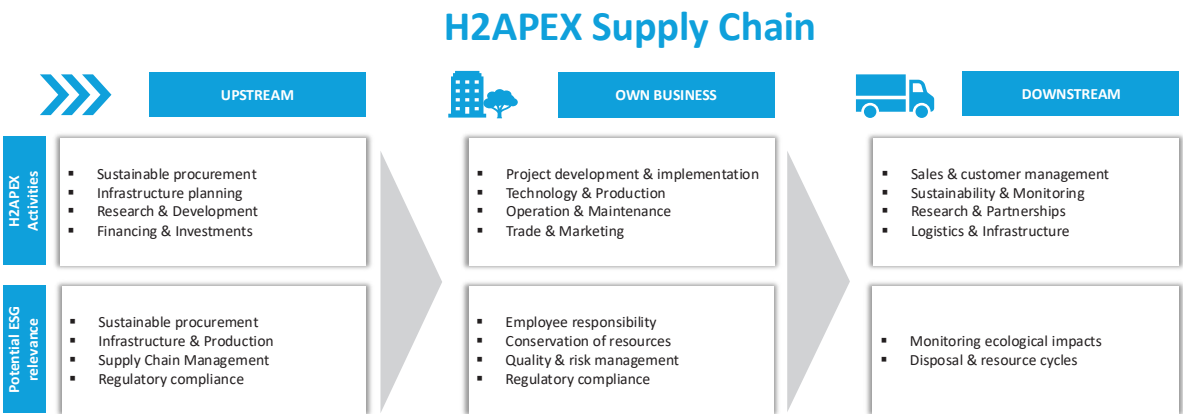 H2APEX Supply Chain
UPSTREAM
OWN BUSINESS
DOWNSTREAM
H2APEX
Activities
▪ Sustainable procurement
▪ Infrastructure planning
▪ Research & Development
▪ Financing & Investments
▪ Project development & implementation
▪ Technology & Production
▪ Operation & Maintenance
▪ Trade & Marketing
▪ Sales & customer management
▪ Sustainability & Monitoring
▪ Research & Partnerships
▪ Logistics & Infrastructure
Potential ESG
relevance
▪ Sustainable procurement
▪ Infrastructure & Production
▪ Supply Chain Management
▪ Regulatory compliance
▪ Employee responsibility
▪ Conservation of resources
▪ Quality & risk management
▪ Regulatory compliance
▪ Monitoring ecological impacts
▪ Disposal & resource cycles